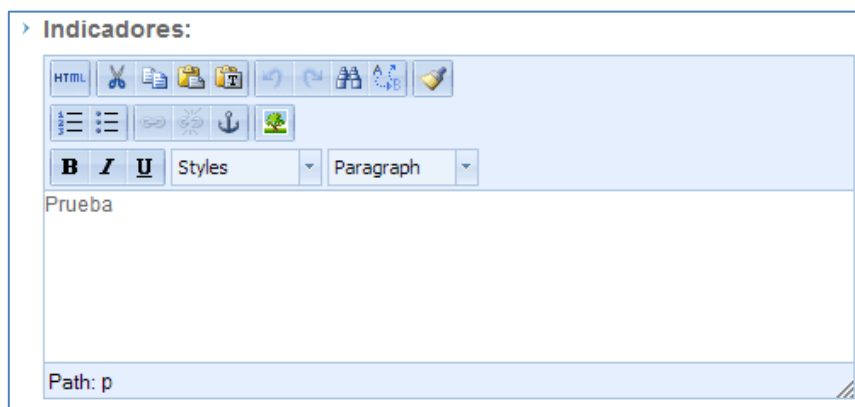 Indicadores:
HTML
B I U Styles Paragraph
Prueba
Path: p